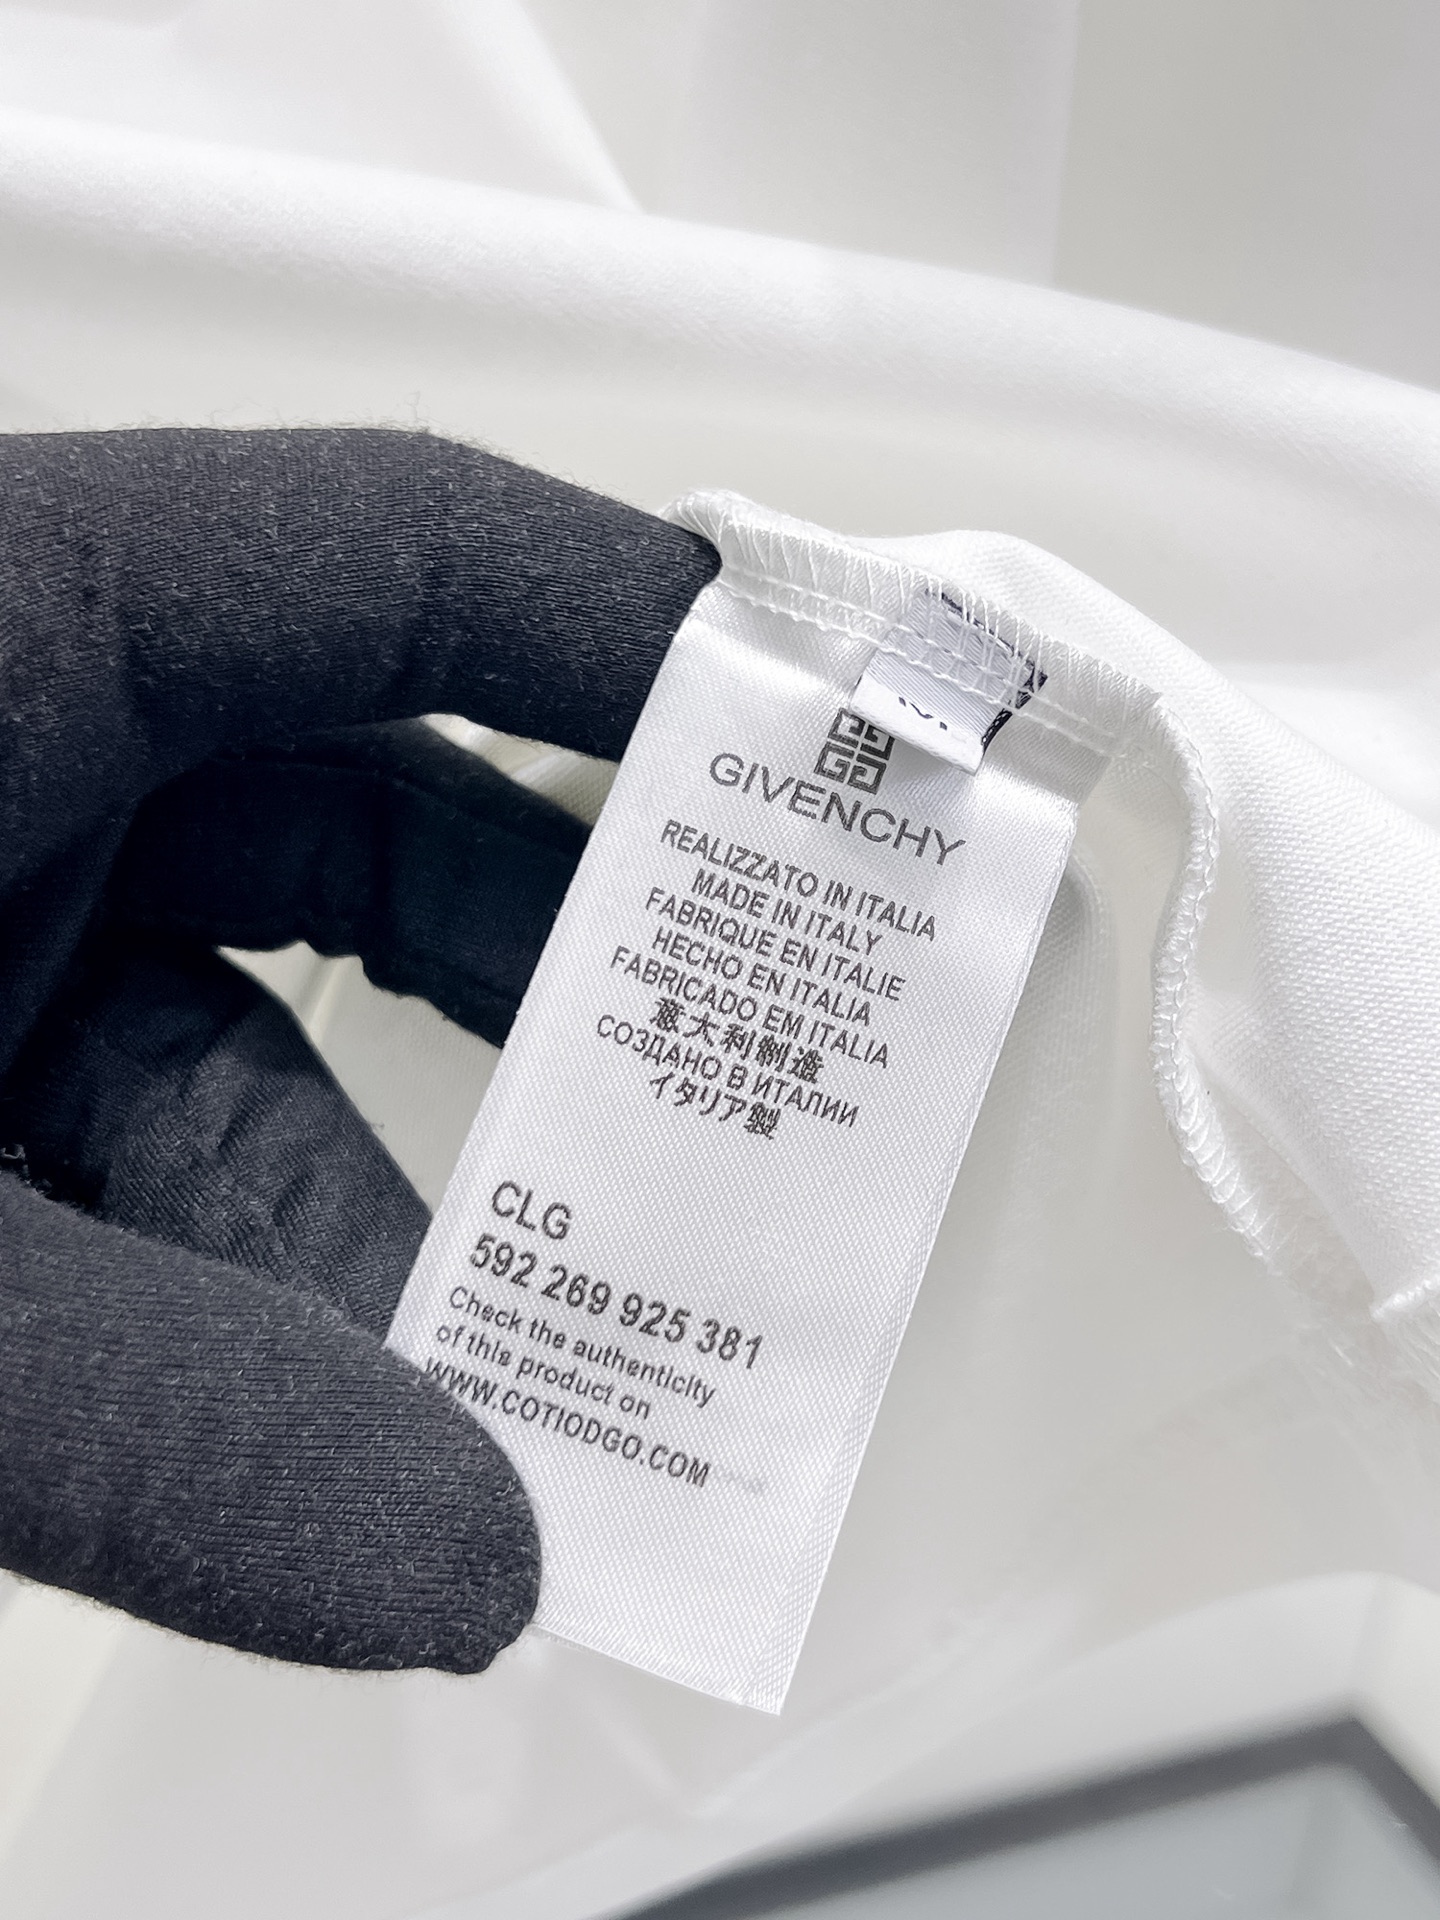 M
GIVENCHY
REALIZZATO IN ITALIA
MADE IN ITALY
FABRIQUE EN ITALIE
HECHO EN ITALIA
FABRICADO EM ITALIA
意大利制造
СОЗДАНО В ИТАЛИИ
イタリア製
CLG
592 269 925 381
Check the authenticity
of this product on
WWW.COTIODGO.COM